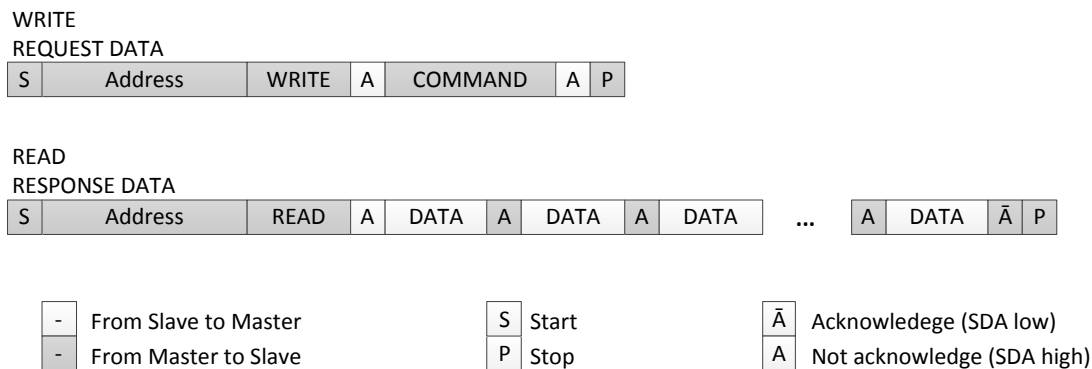 WRITE
REQUEST DATA
S Address WRITE A COMMAND A P
READ
RESPONSE DATA
S Address READ A DATA A DATA A DATA ... A DATA Ā P
- From Slave to Master S Start Ā Acknowledege (SDA low)
- From Master to Slave P Stop A Not acknowledge (SDA high)